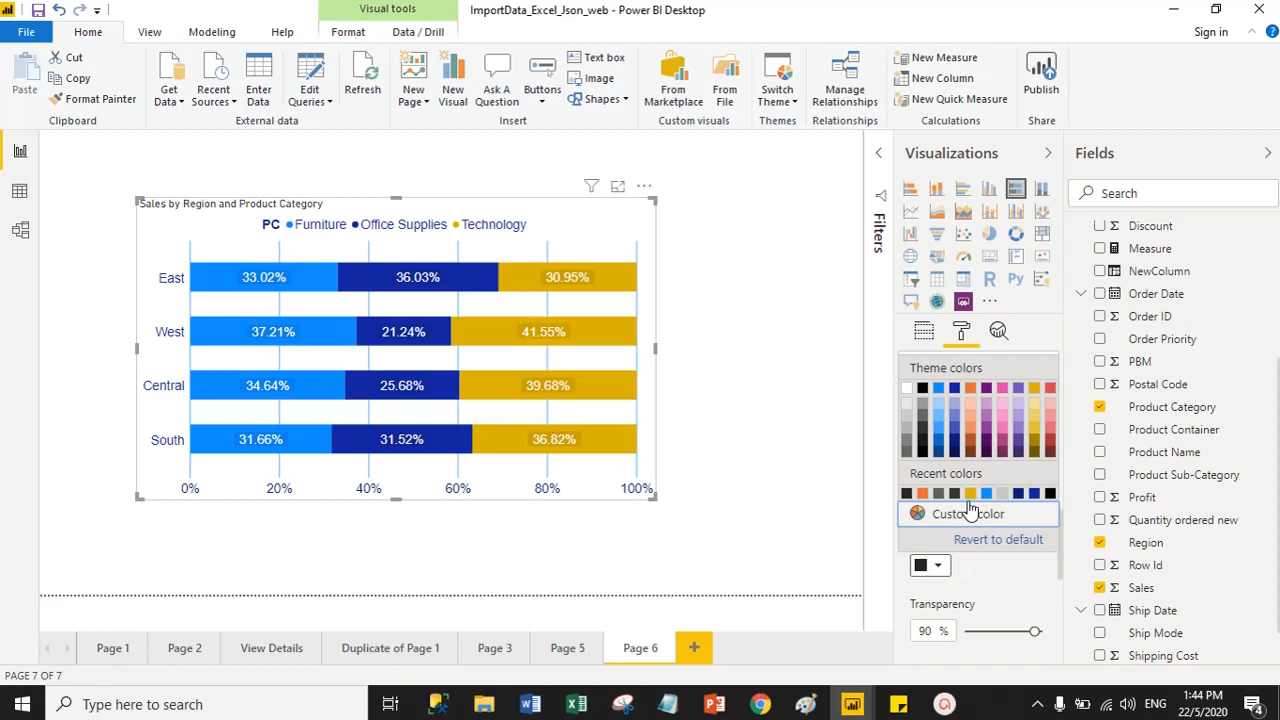 Visual tools
ImportData_Excel_Json_web - Power BI Desktop
File Home View Modeling Help Format Data / Drill Sign in
Paste
Cut
Copy
Format Painter
Clipboard
Get Data
Recent Sources
Enter Data
Edit Queries
Refresh
External data
New Page
New Visual
Ask A Question
Buttons
Text box
Image
Shapes
Insert
From Marketplace
From File
Custom visuals
Switch Theme
Themes
Manage Relationships
Relationships
New Measure
New Column
New Quick Measure
Calculations
Publish
Share
Sales by Region and Product Category
PC Furniture Office Supplies Technology
East 33.02% 36.03% 30.95%
West 37.21% 21.24% 41.55%
Central 34.64% 25.68% 39.68%
South 31.66% 31.52% 36.82%
0% 20% 40% 60% 80% 100%
Filters
Visualizations
R Py
Theme colors
Recent colors
Custom color
Revert to default
Transparency
90 %
Fields
Search
Discount
Measure
NewColumn
Order Date
Order ID
Order Priority
PBM
Postal Code
Product Category
Product Container
Product Name
Product Sub-Category
Profit
Quantity ordered new
Region
Row Id
Sales
Ship Date
Ship Mode
Shipping Cost
Page 1 Page 2 View Details Duplicate of Page 1 Page 3 Page 5 Page 6 +
PAGE 7 OF 7
Type here to search
ENG
1:44 PM
22/5/2020
4